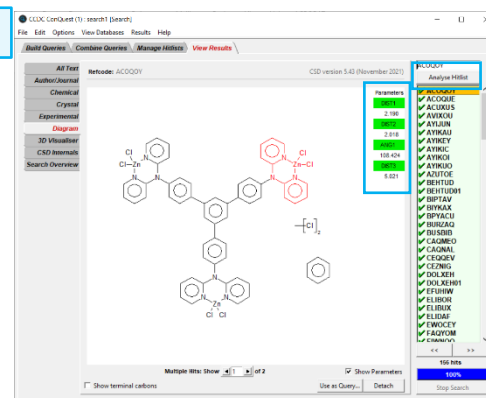 CCDC ConQuest (1) : search1 [Search]
File Edit Options View Databases Results Help
Build Queries Combine Queries Manage Hitlists View Results
All Text
Author/Journal
Chemical
Crystal
Experimental
Diagram
3D Visualiser
CSD Internals
Search Overview
Refcode: ACOQOY
CSD version 5.43 (November 2021)
Parameters
DIST1
2.190
DIST2
2.818
ANG1
DIST3
5.821
Cl
Cl
Zn
N
N
N
N
N
N
Zn
Cl
Cl
N
N
N
Zn
Cl
Cl
Cl
2
Multiple Hits: Show 1 of 2
Show Parameters
Show terminal carbons
Use as Query...
Detach
ACOQOY
Analyse Hitlist
ACOQOY
ACOQUE
ACUXUS
AVIXOU
AYIJUN
AYIKAU
AYIKEY
AYIKIC
AYIKOI
AYIKUO
AZUTOE
BEHTUD
BEHTUD01
BIPTAV
BIYKAX
BPYACU
BURZAQ
BUSBIB
CAQMEO
CAQNAL
CEQQEV
CEZNIG
DOLXEH
DOLXEH01
EFUHIW
ELIBOR
ELIBUX
ELIDAF
EWOCEY
FAQYOM
<< >>
156 hits
100%
Stop Search